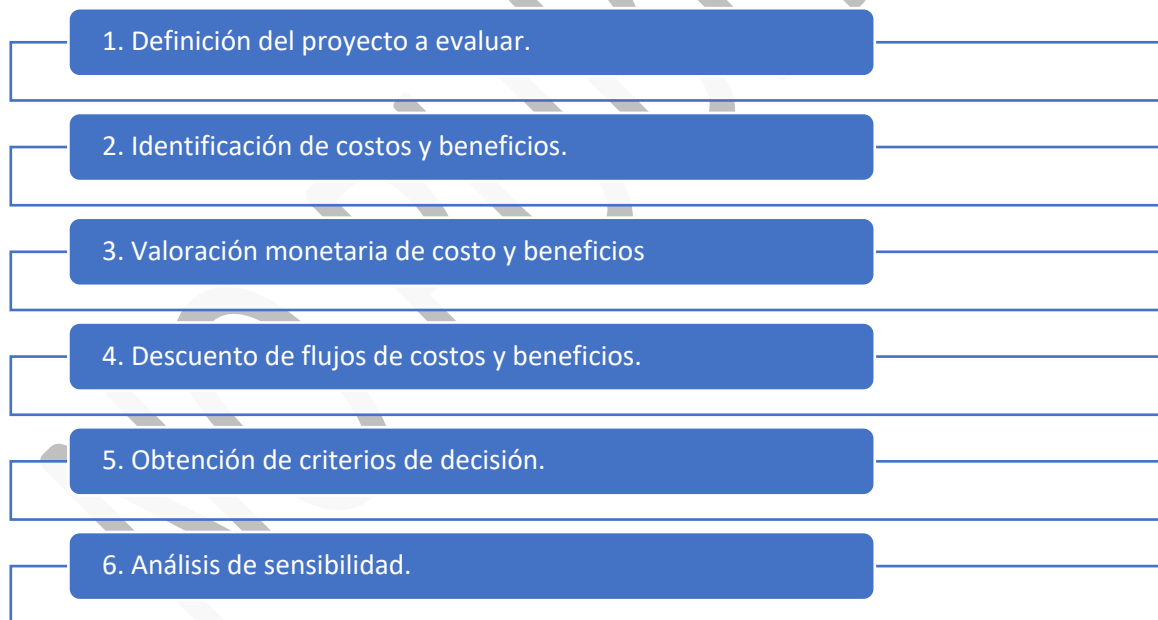 1. Definición del proyecto a evaluar.
2. Identificación de costos y beneficios.
3. Valoración monetaria de costo y beneficios
4. Descuento de flujos de costos y beneficios.
5. Obtención de criterios de decisión.
6. Análisis de sensibilidad.